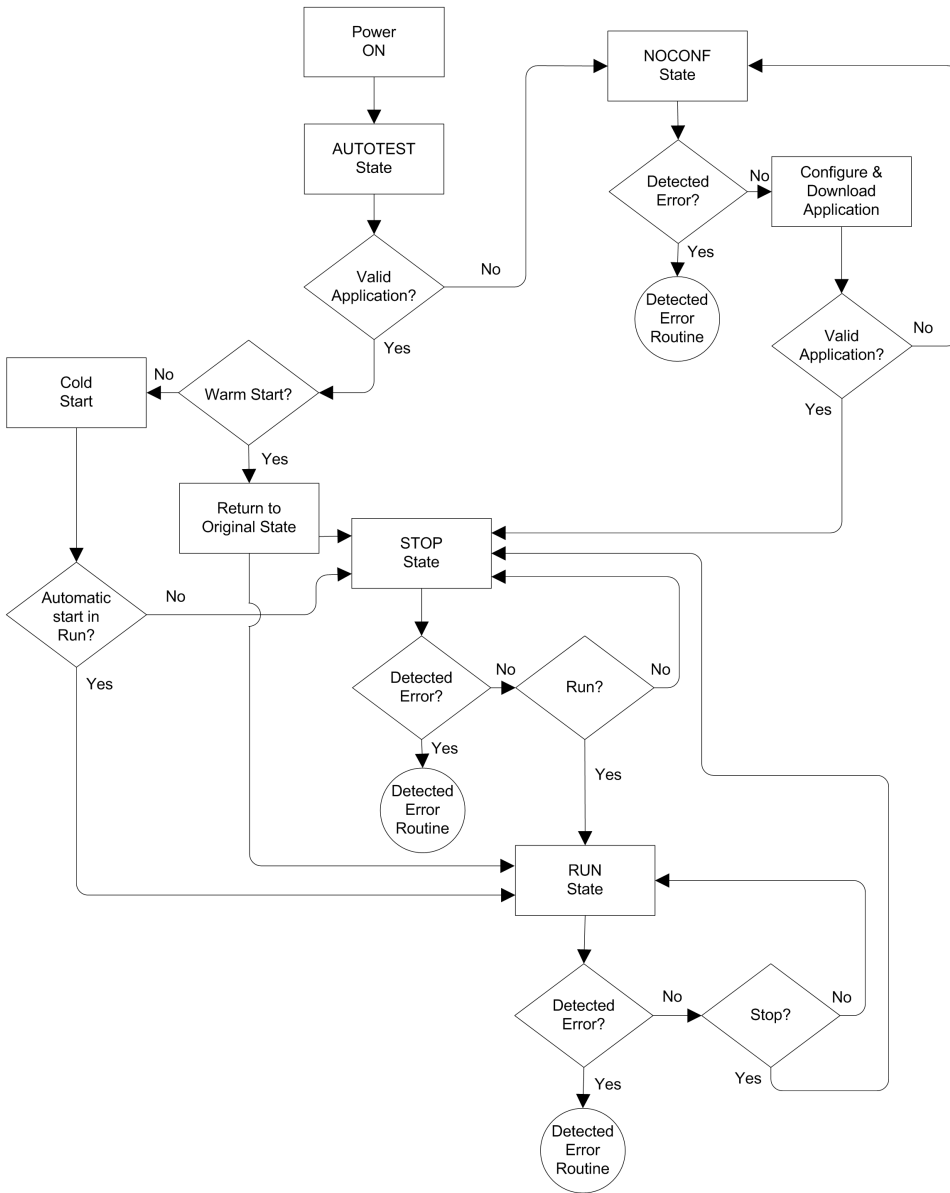 Power
ON
NOCONF
State
AUTOTEST
State
Detected
Error?
No
Configure &
Download
Application
Valid
Application?
No
Yes
Detected
Error
Routine
Valid
Application?
No
Yes
Yes
Cold
Start
No
Warm Start?
Yes
Return to
Original State
STOP
State
Automatic
start in
Run?
No
Yes
Detected
Error?
No
Run?
No
Yes
Detected
Error
Routine
Yes
RUN
State
Detected
Error?
No
Stop?
No
Yes
Yes
Detected
Error
Routine